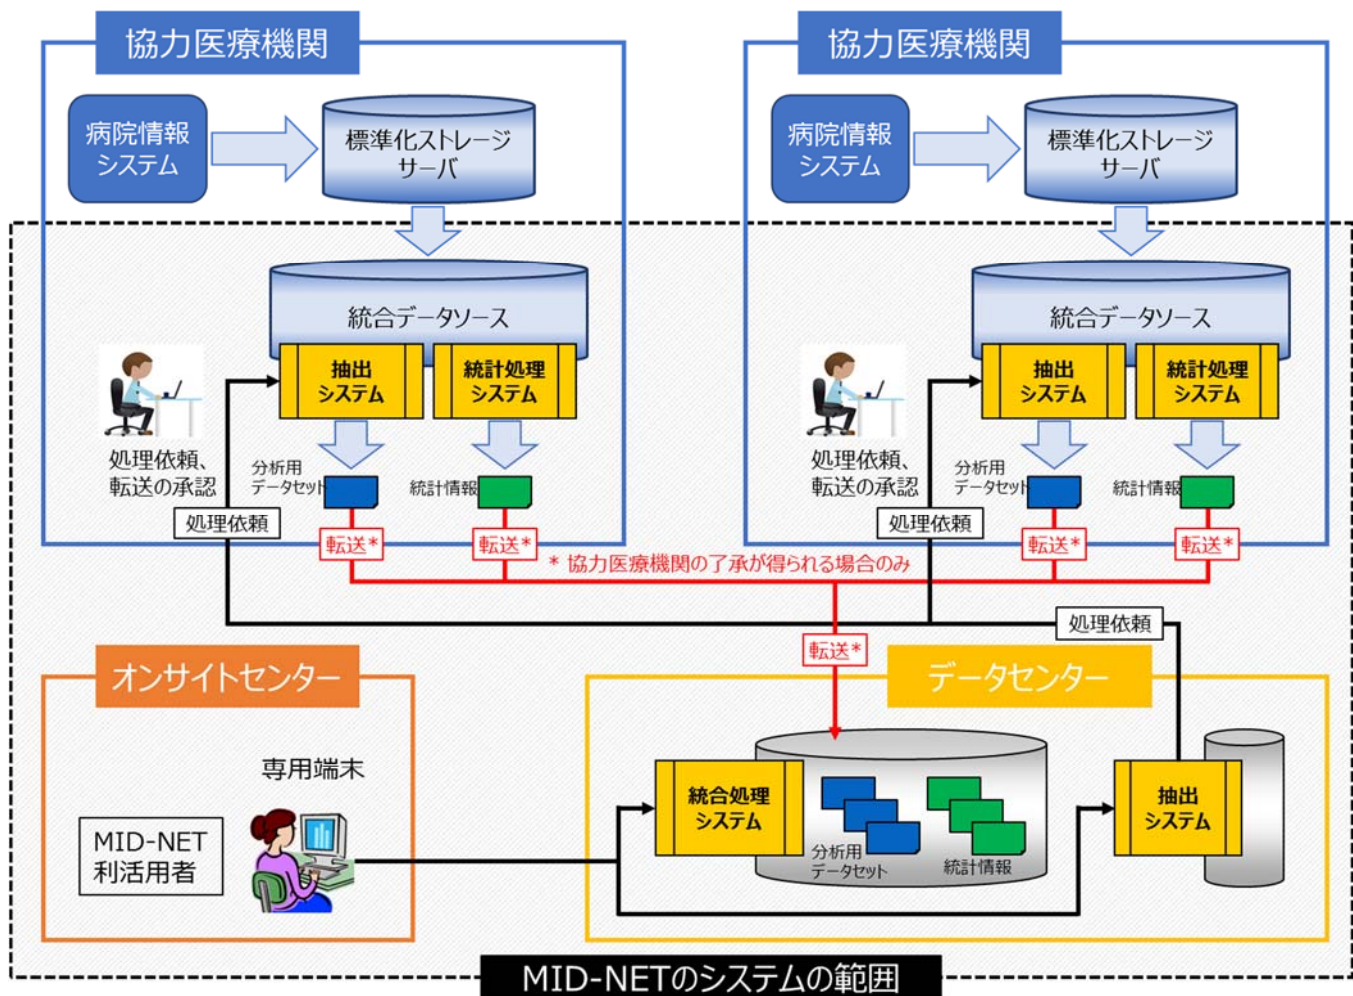 協力医療機関
病院情報
システム
標準化ストレージ
サーバ
統合データソース
抽出
システム
統計処理
システム
処理依頼、
転送の承認
分析用
データセット
統計情報
処理依頼
転送*
転送*
協力医療機関
病院情報
システム
標準化ストレージ
サーバ
統合データソース
抽出
システム
統計処理
システム
処理依頼、
転送の承認
分析用
データセット
統計情報
処理依頼
転送*
転送*
* 協力医療機関の了承が得られる場合のみ
処理依頼
転送*
オンサイトセンター
専用端末
MID-NET
利活用者
データセンター
統合処理
システム
分析用
データセット
統計情報
抽出
システム
MID-NETのシステムの範囲